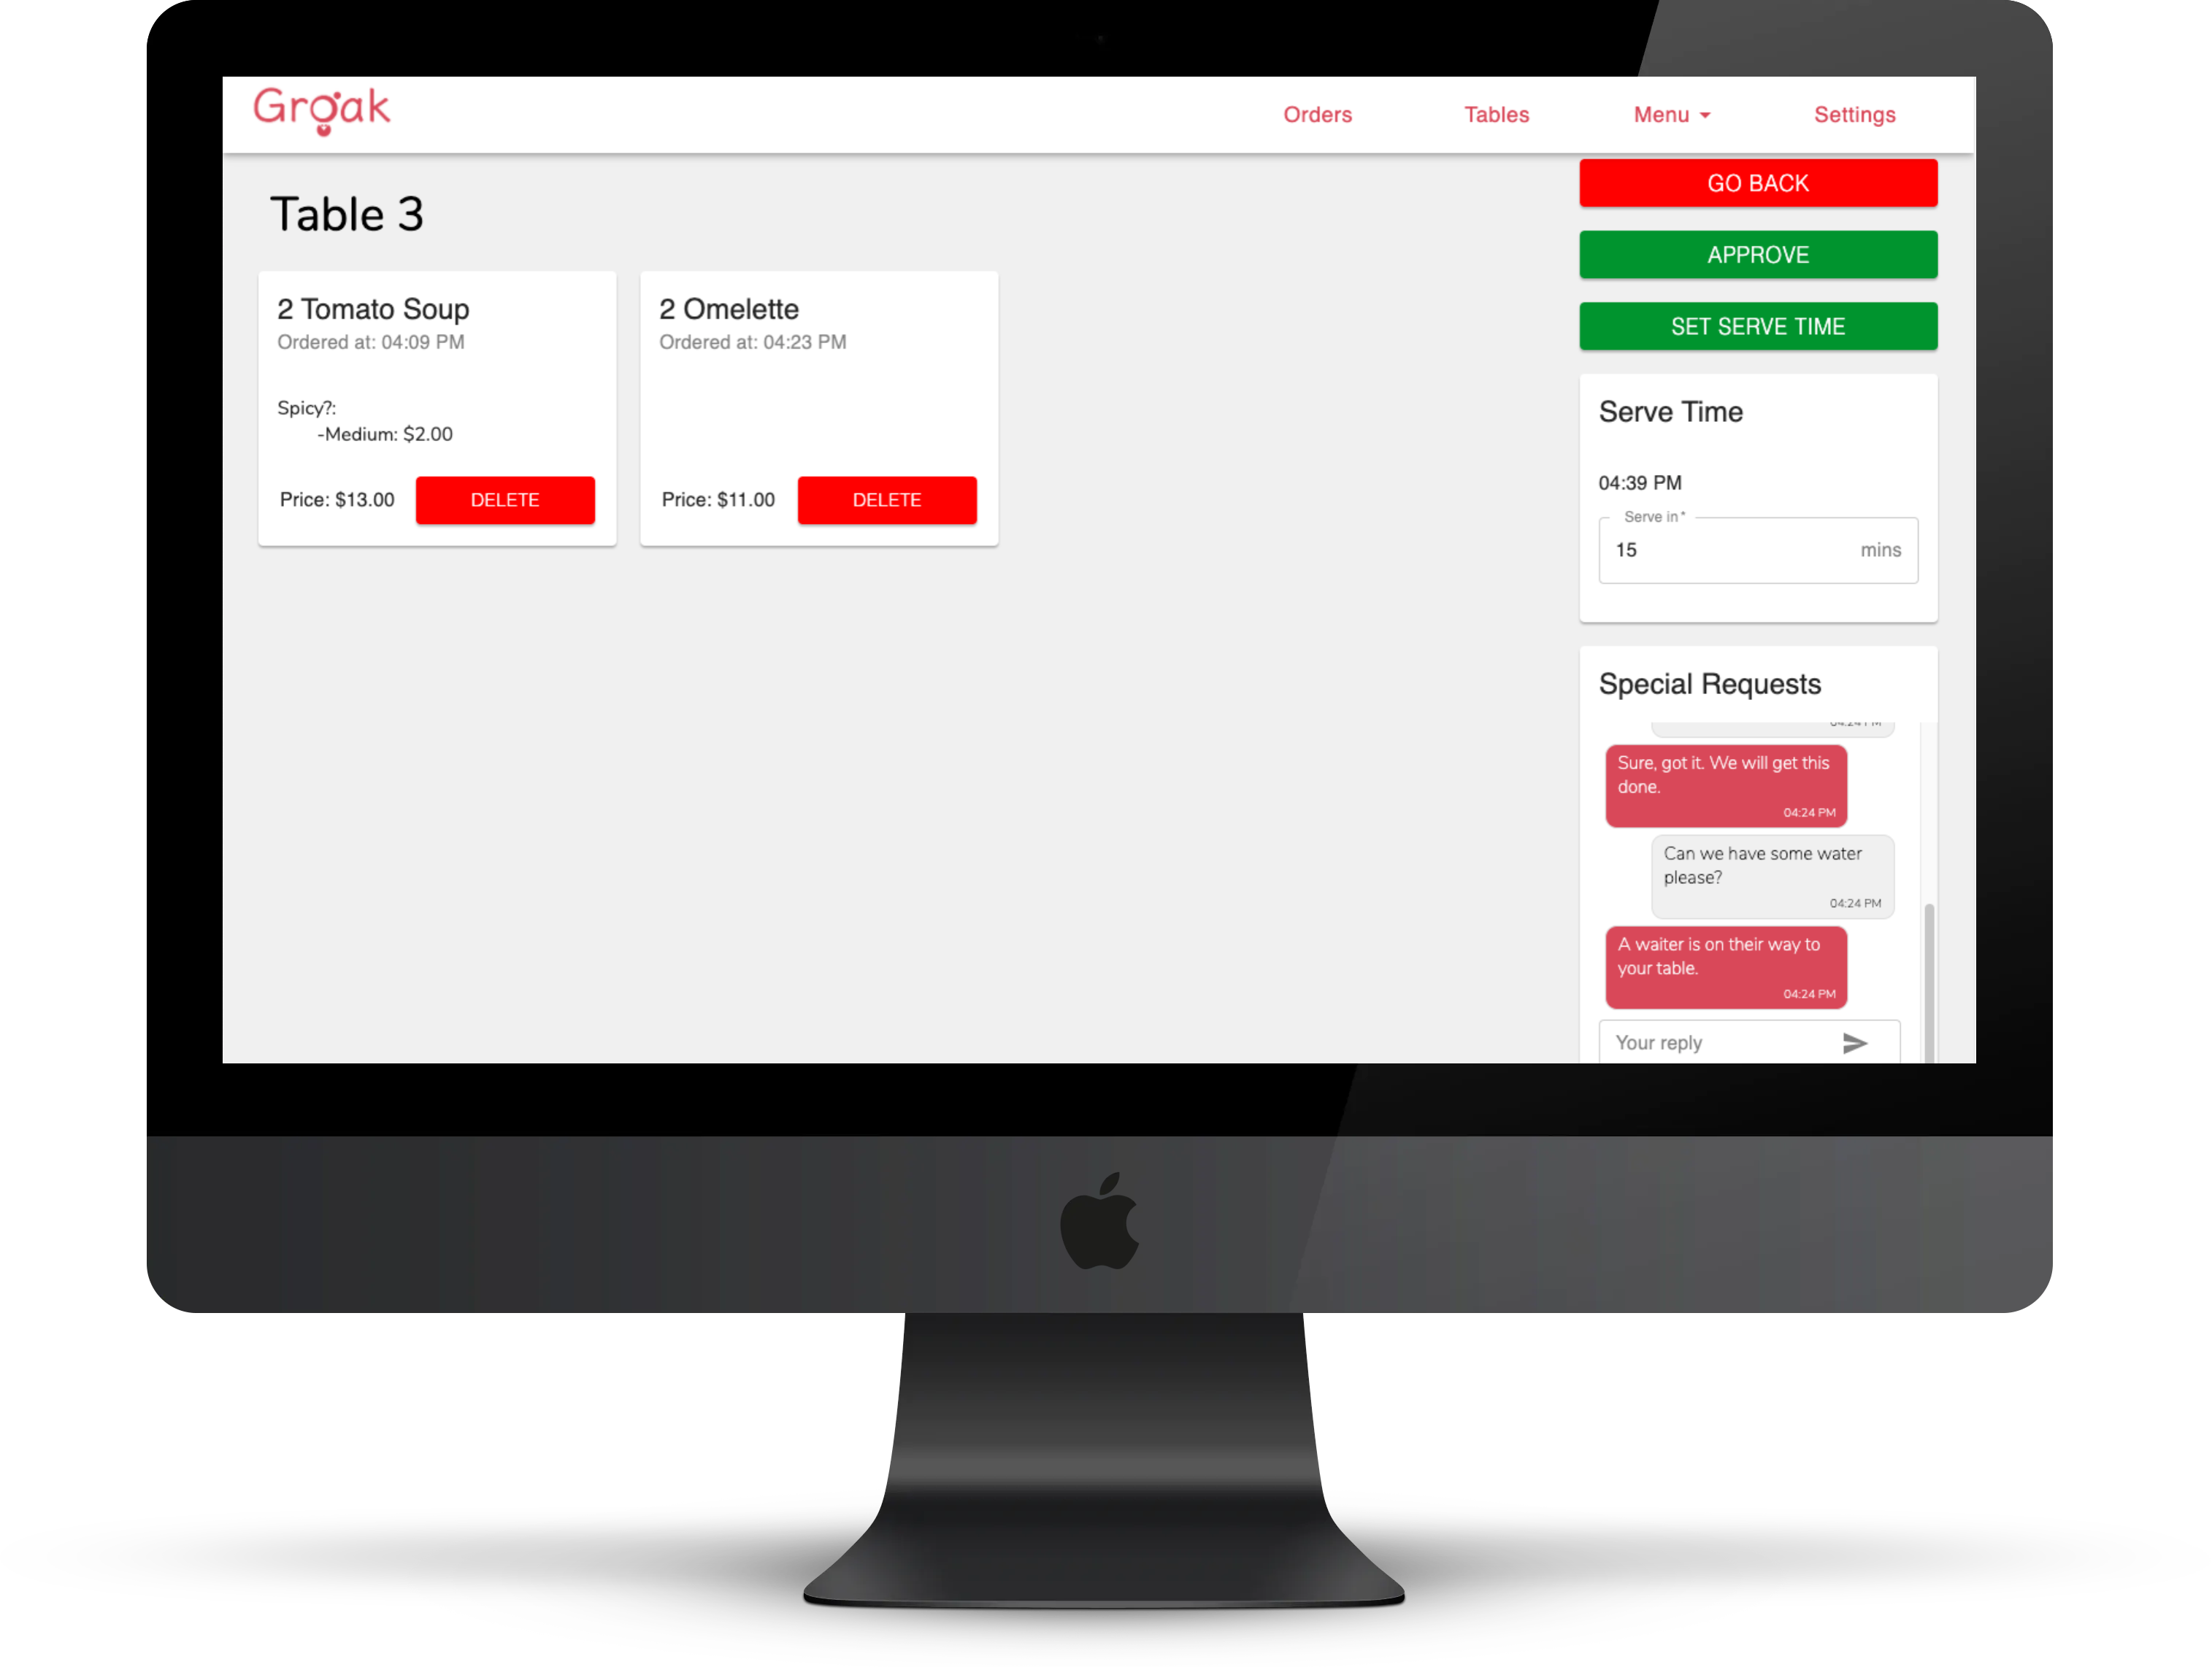 Groak
Orders
Tables
Menu
Settings
Table 3
2 Tomato Soup
Ordered at: 04:09 PM
Spicy?:
-Medium: $2.00
Price: $13.00
DELETE
2 Omelette
Ordered at: 04:23 PM
Price: $11.00
DELETE
GO BACK
APPROVE
SET SERVE TIME
Serve Time
04:39 PM
Serve in*
15
mins
Special Requests
04:24 PM
Sure, got it. We will get this
done.
04:24 PM
Can we have some water
please?
04:24 PM
A waiter is on their way to
your table.
04:24 PM
Your reply